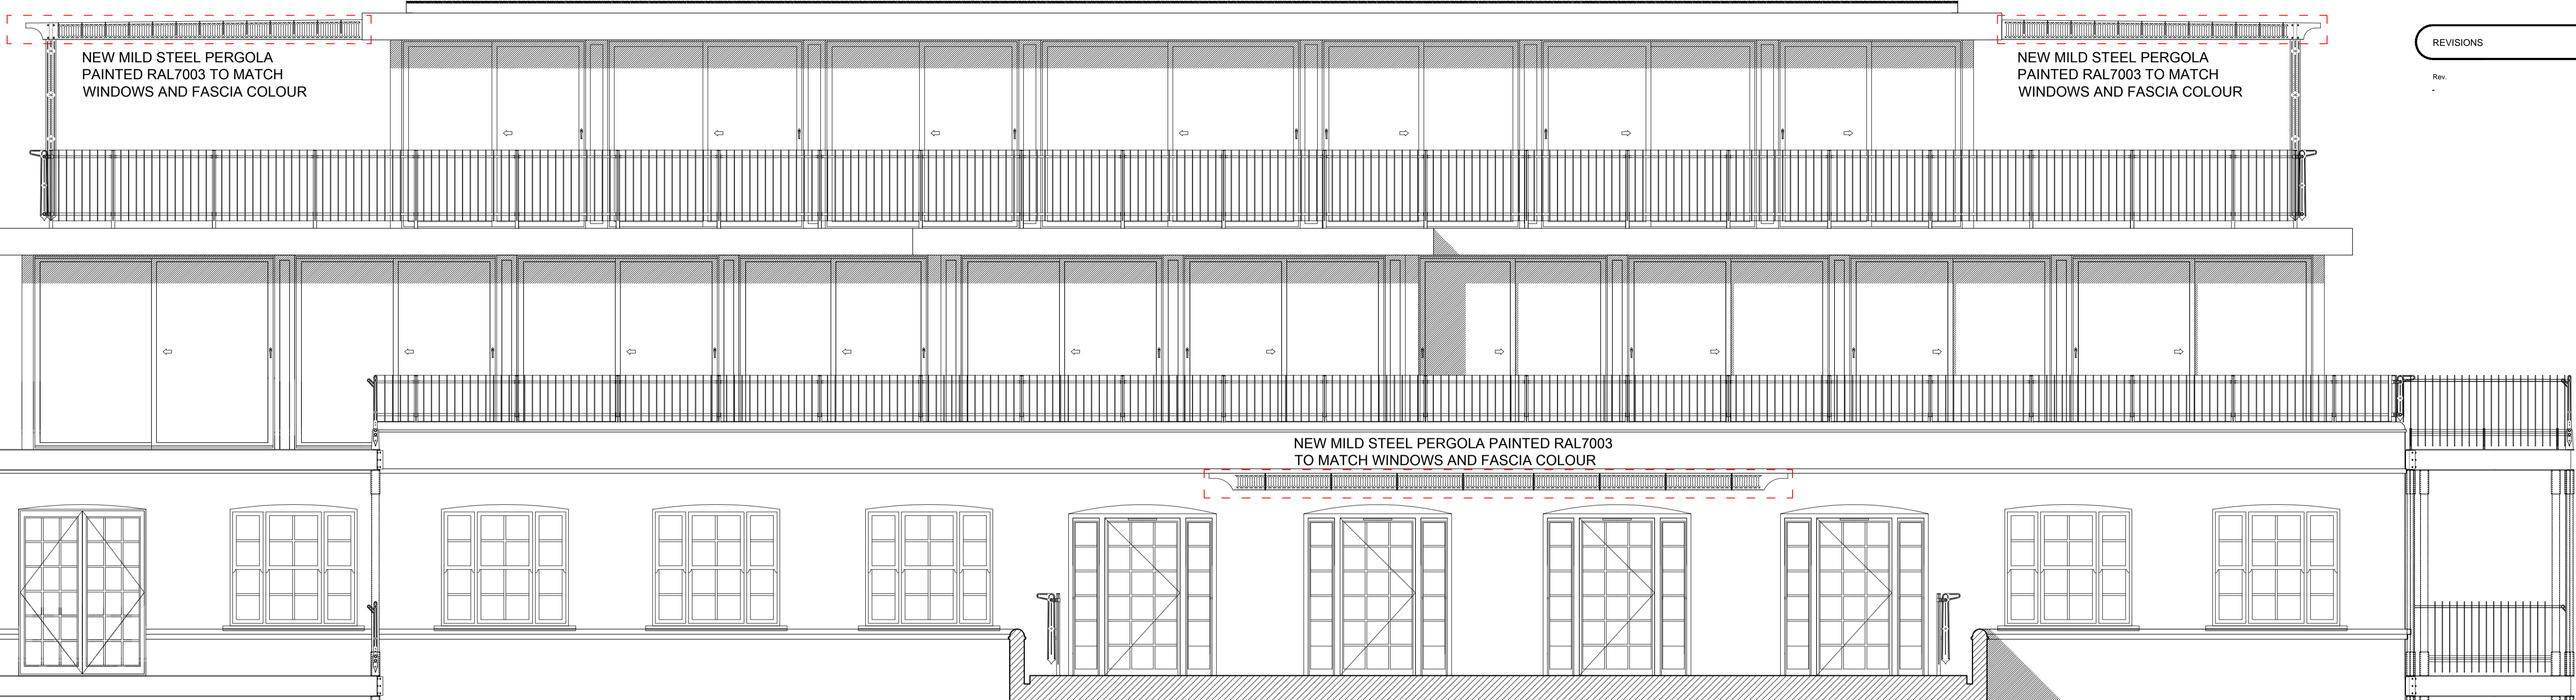 NEW MILD STEEL PERGOLA
PAINTED RAL7003 TO MATCH
WINDOWS AND FASCIA COLOUR
NEW MILD STEEL PERGOLA
PAINTED RAL7003 TO MATCH
WINDOWS AND FASCIA COLOUR
REVISIONS
Rev.
-
NEW MILD STEEL PERGOLA PAINTED RAL7003
TO MATCH WINDOWS AND FASCIA COLOUR